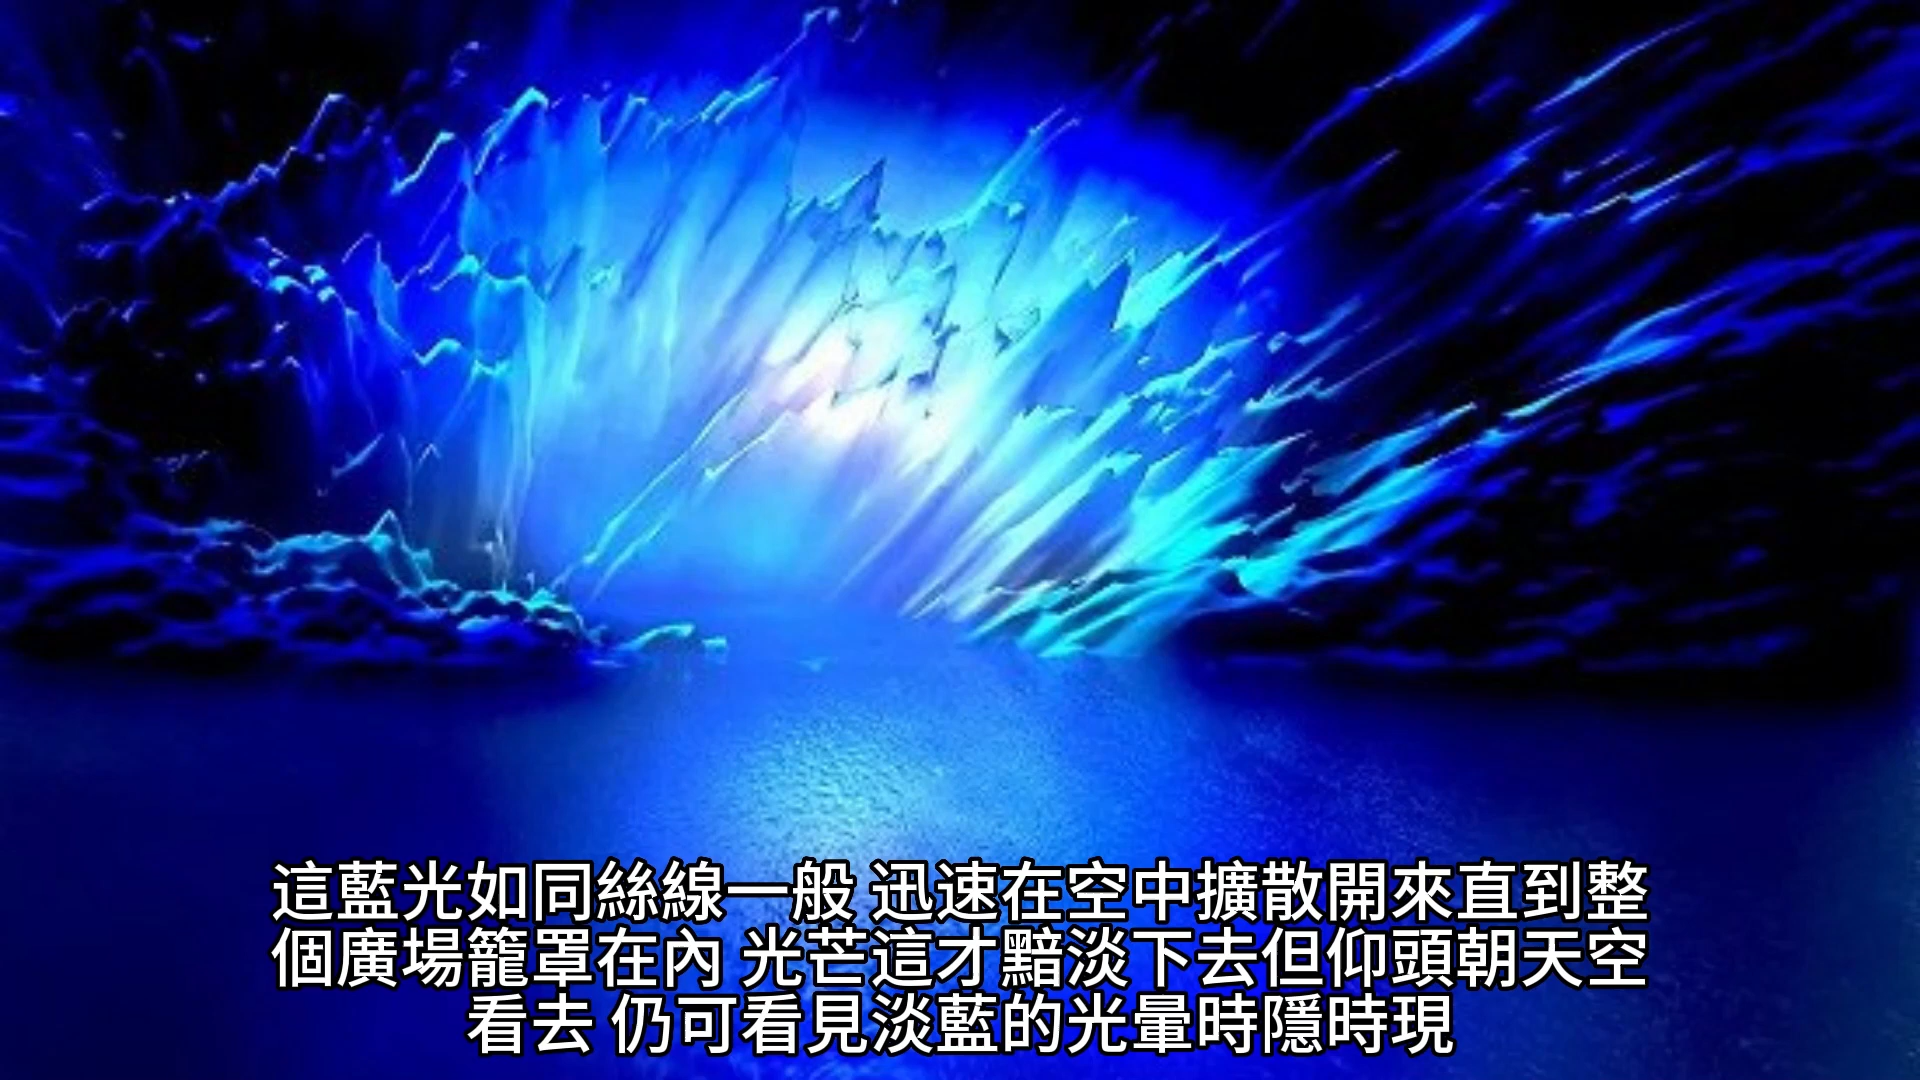 這藍光如同絲線一般 迅速在空中擴散開來直到整
個廣場籠罩在內 光芒這才黯淡下去但仰頭朝天空
看去 仍可看見淡藍的光暈時隱時現